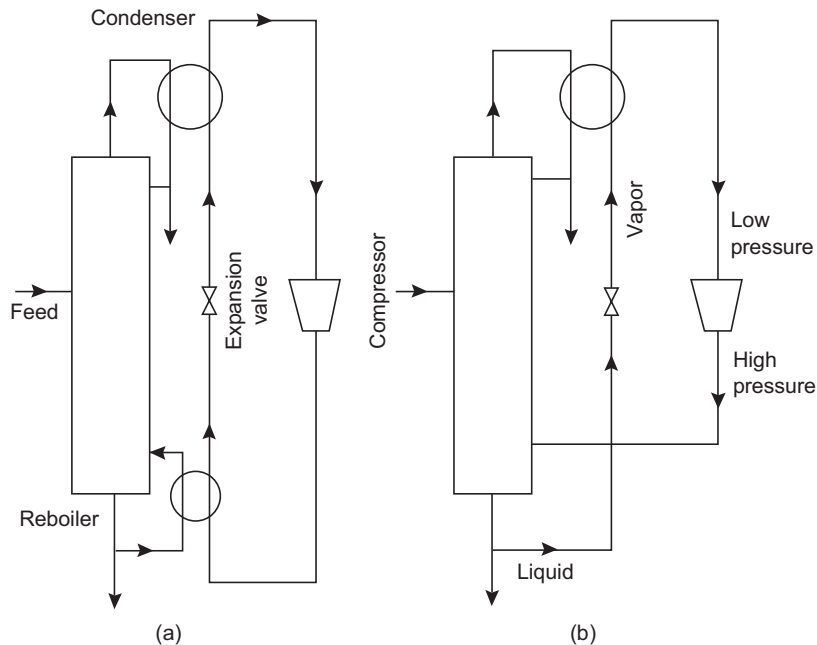 Condenser
Feed
Expansion
valve
Reboiler
(a)
Compressor
Vapor
Low
pressure
High
pressure
Liquid
(b)